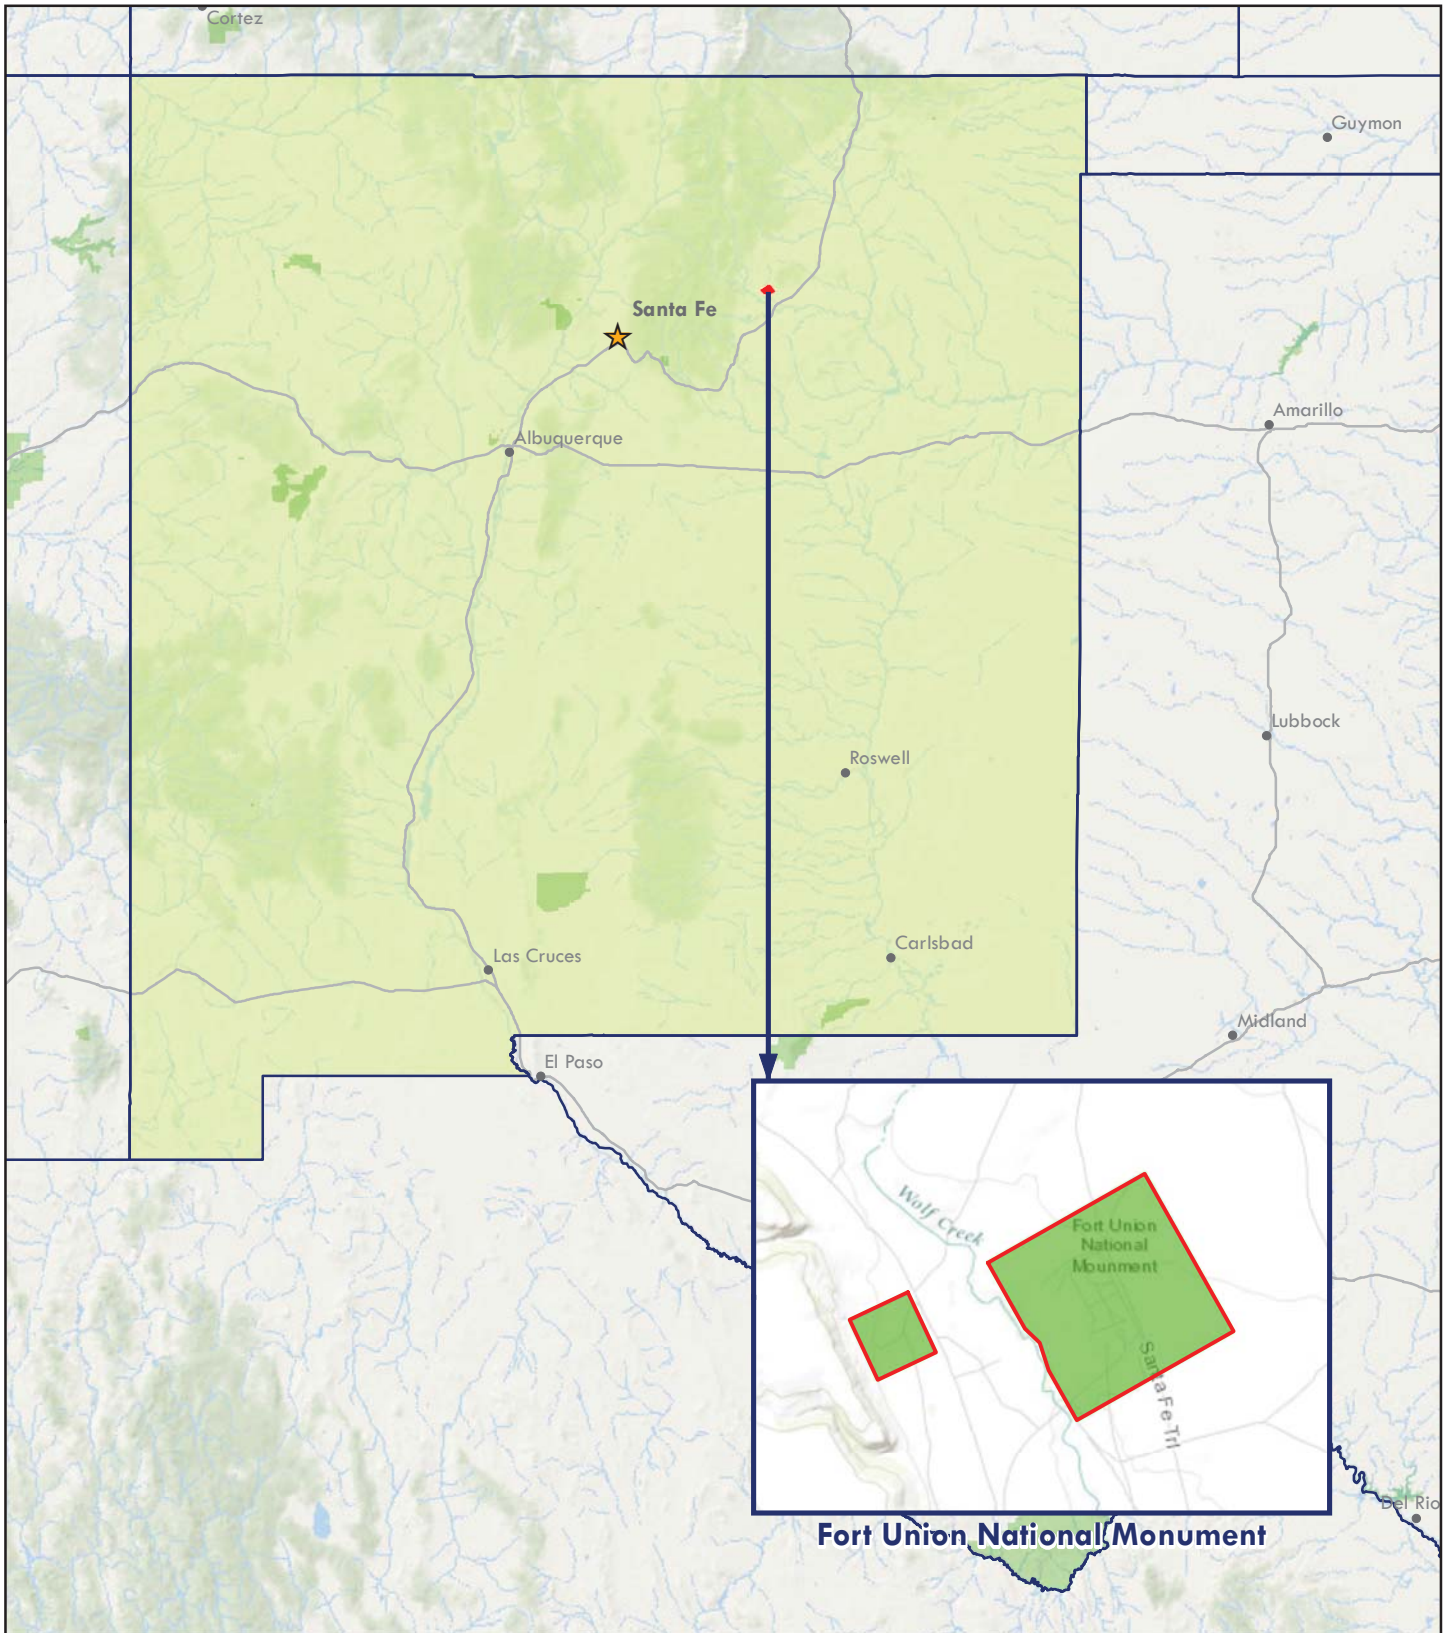 Cortez
Guymon
Santa Fe
Amarillo
Albuquerque
Lubbock
Roswell
Carlsbad
Las Cruces
Midland
El Paso
Wolf Creek
Fort Union
National
Mounment
Santa Fe Trl
Del Rio
Fort Union National Monument